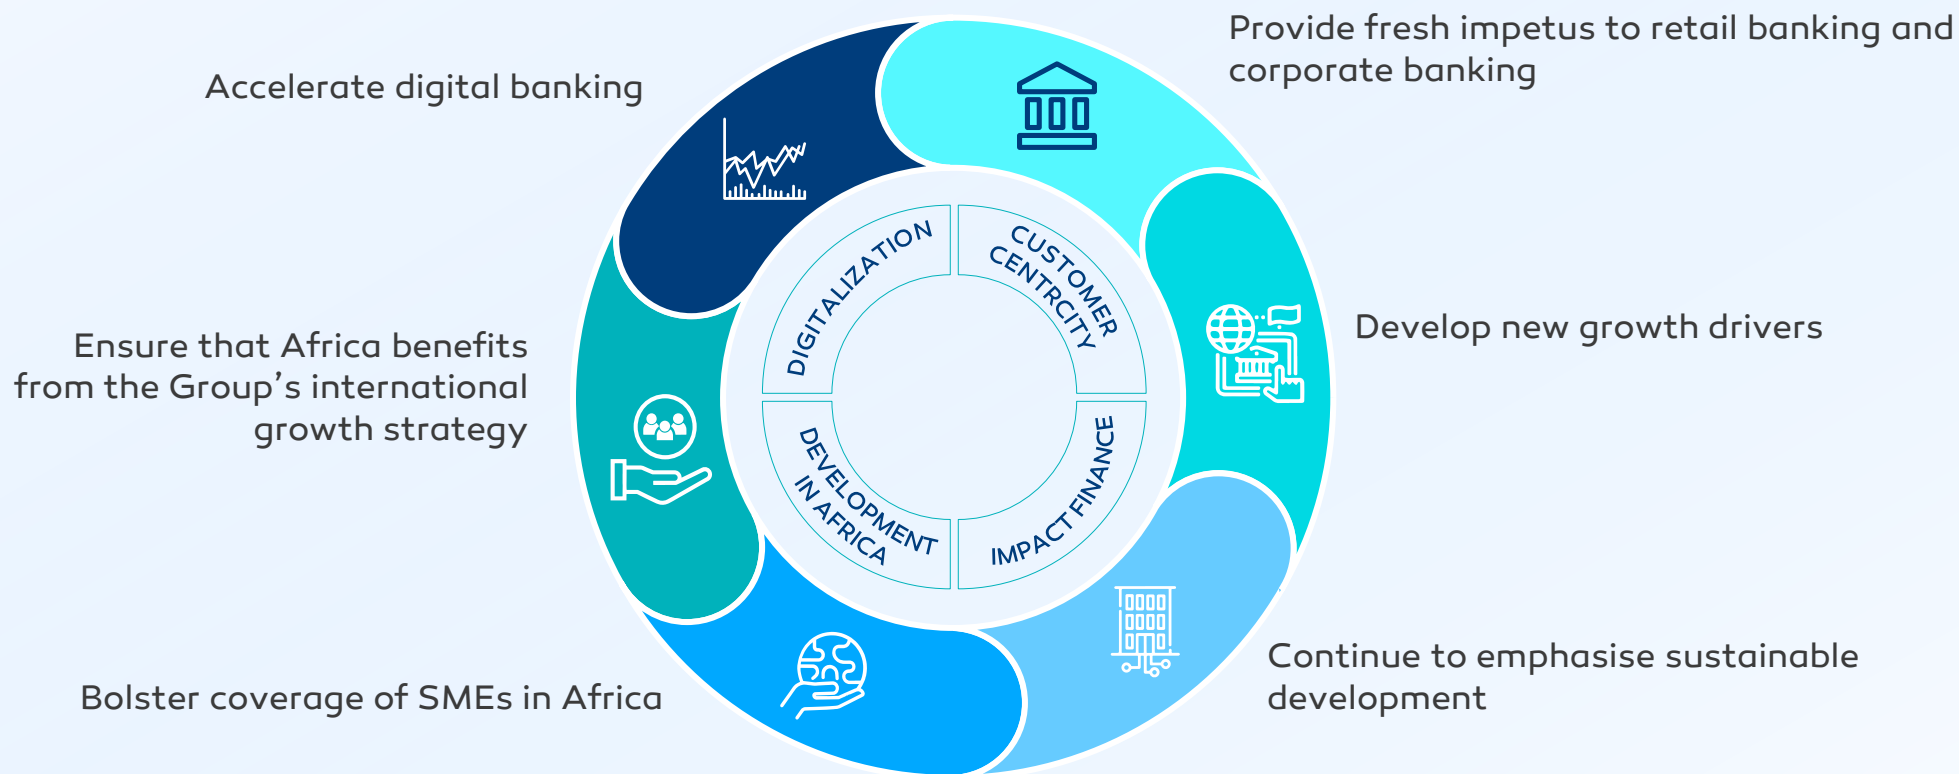 Provide fresh impetus to retail banking and
corporate banking
Accelerate digital banking
DIGITALIZATION
CUSTOMER
CENTRCITY
Develop new growth drivers
Ensure that Africa benefits
from the Group’s international
growth strategy
DEVELOPMENT
IN AFRICA
IMPACT FINANCE
Continue to emphasise sustainable
development
Bolster coverage of SMEs in Africa